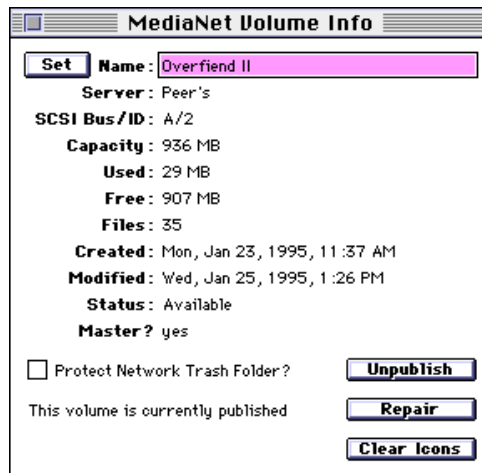 MediaNet Volume Info
Set Name: Overfiend II
Server: Peer's
SCSI Bus/ID: A/2
Capacity: 936 MB
Used: 29 MB
Free: 907 MB
Files: 35
Created: Mon, Jan 23, 1995, 11:37 AM
Modified: Wed, Jan 25, 1995, 1:26 PM
Status: Available
Master? yes
Protect Network Trash Folder? Unpublish
This volume is currently published Repair
Clear Icons